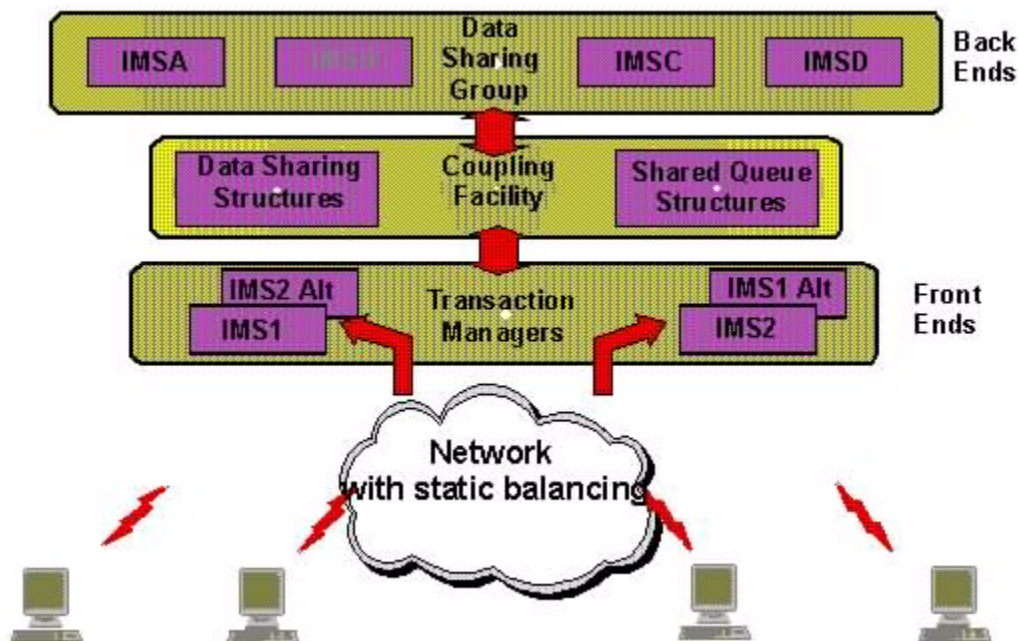 Data
Sharing
Group
IMSA
IMSC
IMSD
Back
Ends
Data Sharing
Structures
Coupling
Facility
Shared Queue
Structures
IMS2 Alt
IMS1
Transaction
Managers
IMS1 Alt
IMS2
Front
Ends
Network
with static balancing